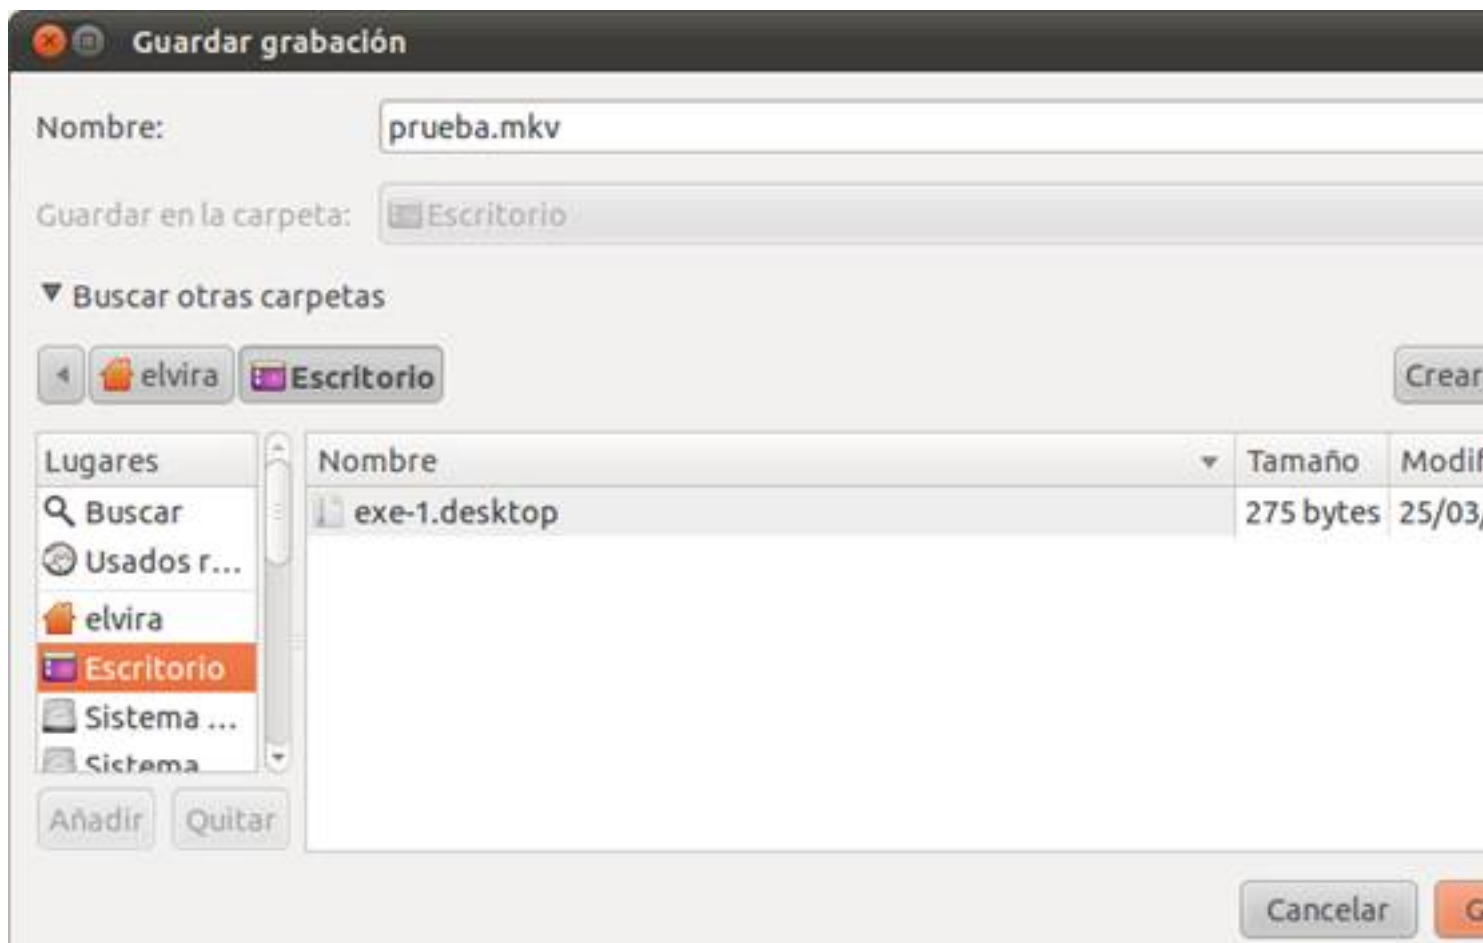 Guardar grabación
Nombre: prueba.mkv
Guardar en la carpeta: Escritorio
Buscar otras carpetas
elvira Escritorio Crear
Lugares Nombre Tamaño
Buscar exe-1.desktop 275 bytes 25/03/
Usados r...
elvira
Escritorio
Sistema ...
Sistema
Añadir Quitar
Cancelar